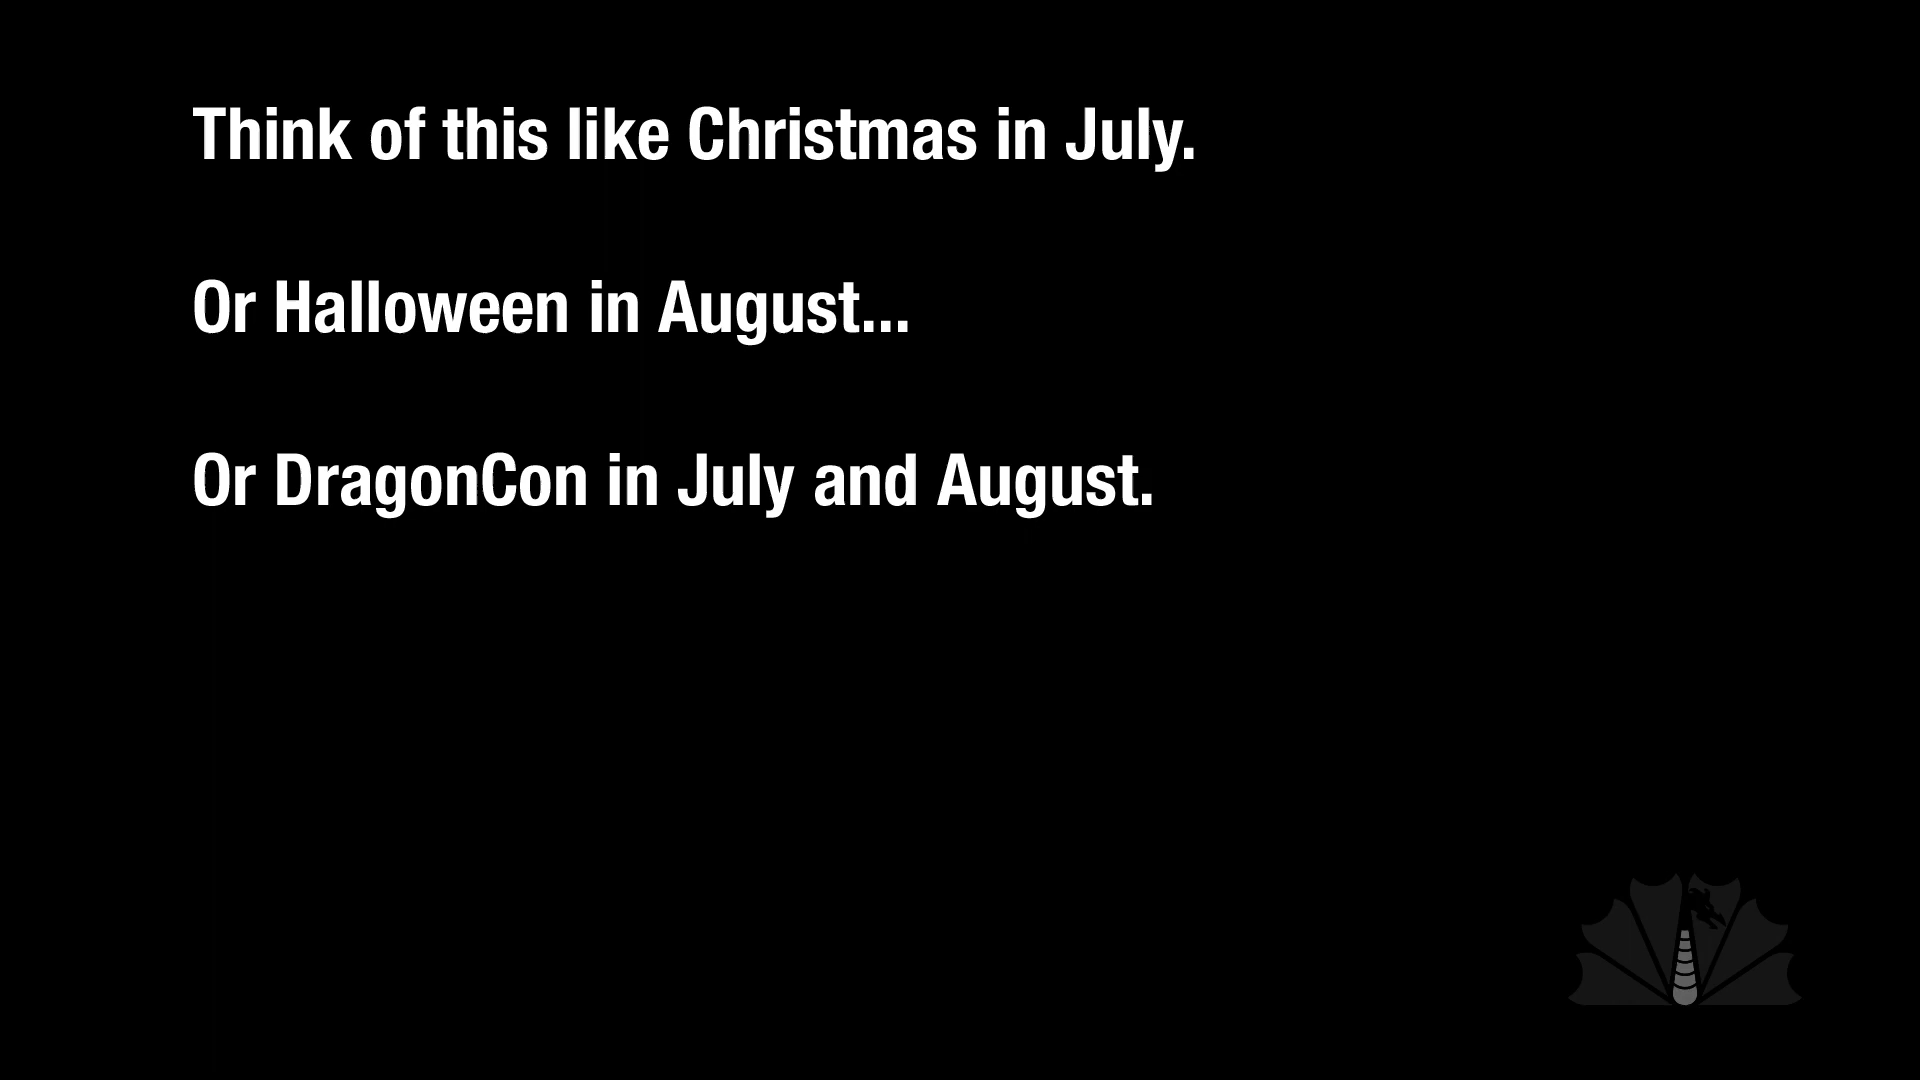 Think of this like Christmas in July.
Or Halloween in August...
Or DragonCon in July and August.